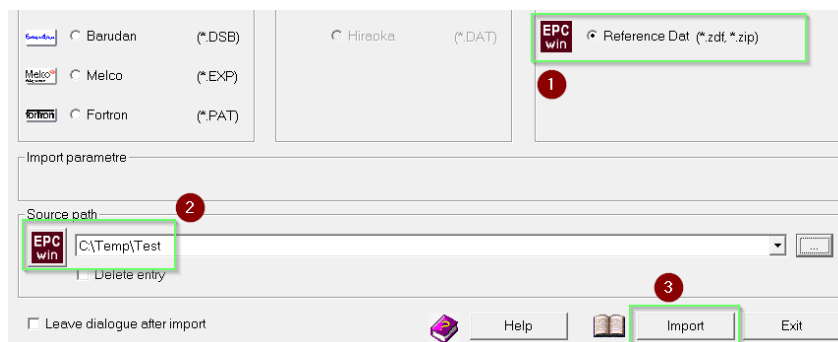 Barudan Barudan (*.DSB)
Hiraoka (*.DAT)
EPC win Reference Dat (*.zdf, *.zip)
1
Melco Melco (*.EXP)
fortron Fortron (*.PAT)
Import parametre
Source path
2
EPC win C:\Temp\Test ...
Delete entry
3
Leave dialogue after import
? Help Import Exit